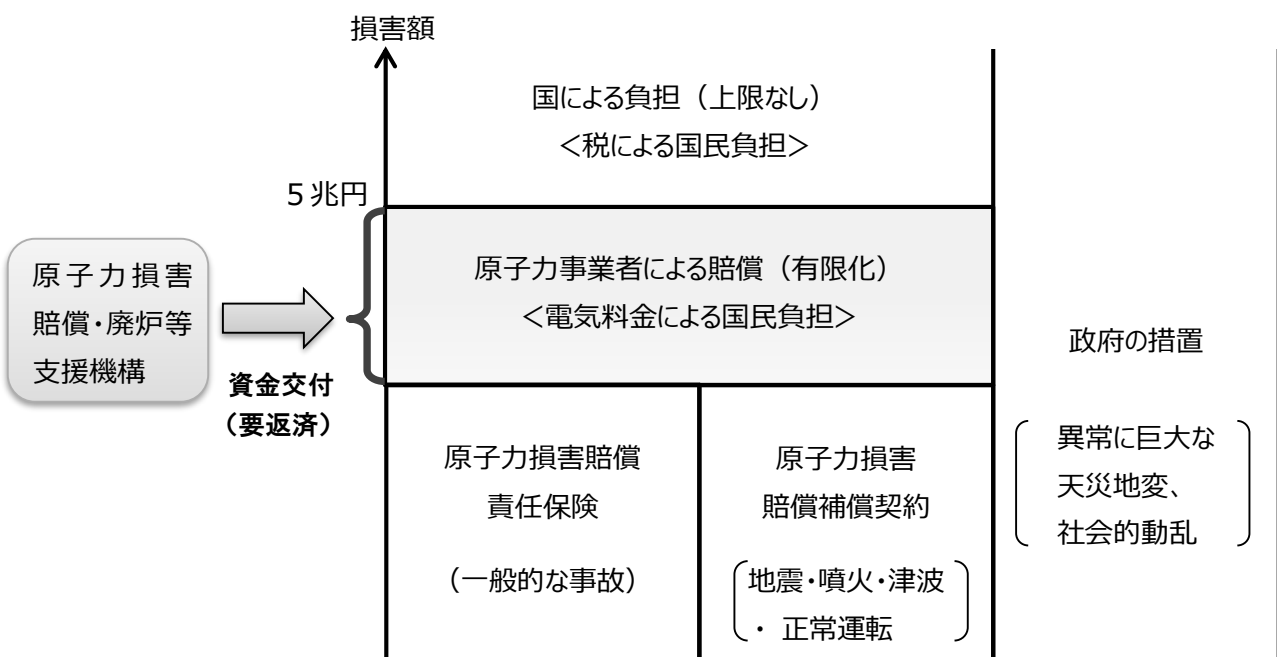 損害額
国による負担（上限なし）
＜税による国民負担＞
５兆円
原子力事業者による賠償（有限化）
＜電気料金による国民負担＞
原子力損害
賠償・廃炉等
支援機構
資金交付
（要返済）
原子力損害賠償
責任保険
（一般的な事故）
原子力損害
賠償補償契約
地震・噴火・津波
・ 正常運転
政府の措置
異常に巨大な
天災地変、
社会的動乱